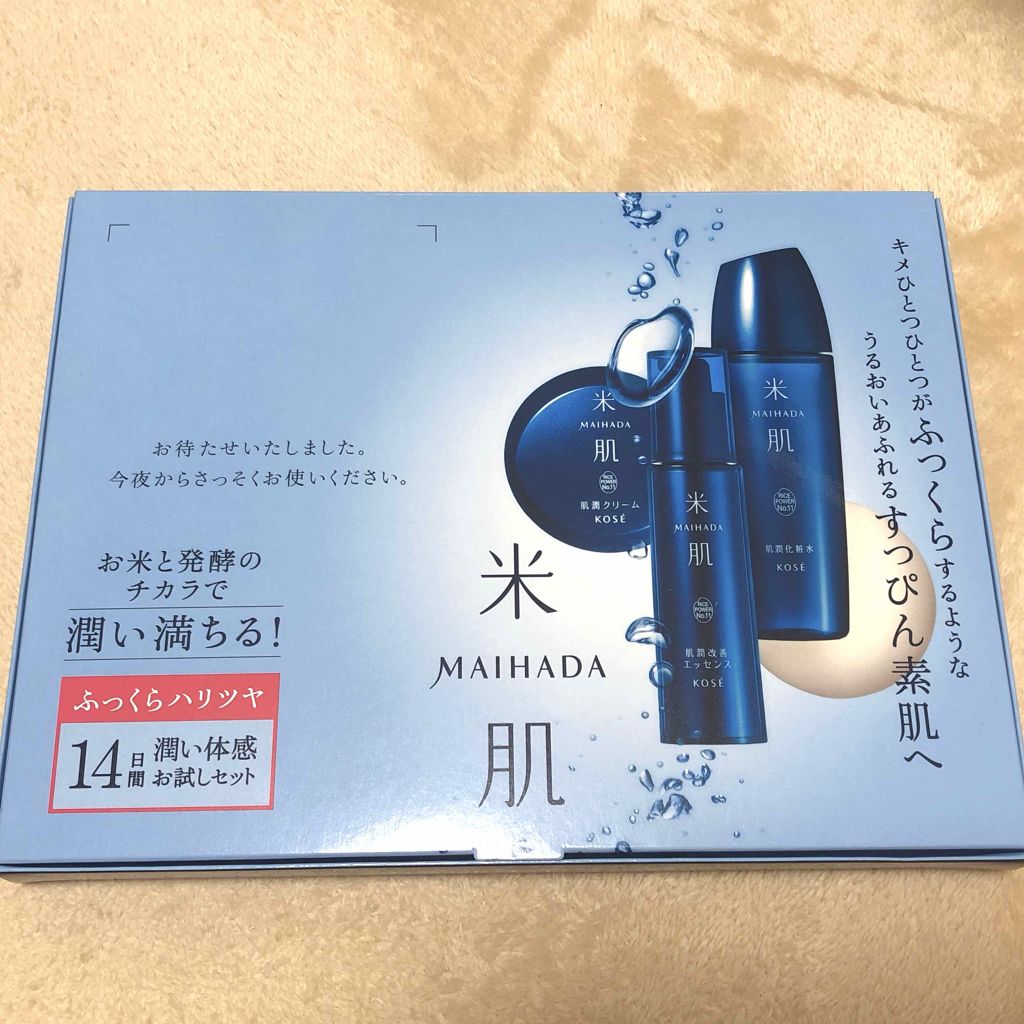 キメひとつひとつがふっくらするような
うるおいあふれるすっぴん素肌へ
お待たせいたしました。
今夜からさっそくお使いください。
お米と発酵の
チカラで
潤い満ちる!
ふっくらハリツヤ
14日間
潤い体感
お試しセット
米
MAIHADA
肌
米
MAIHADA
肌
RICE
POWER
No.11
肌潤クリーム
KOSÉ
米
MAIHADA
肌
RICE
POWER
No.11
肌潤改善
エッセンス
KOSÉ
米
MAIHADA
肌
RICE
POWER
No.11
肌潤化粧水
KOSÉ